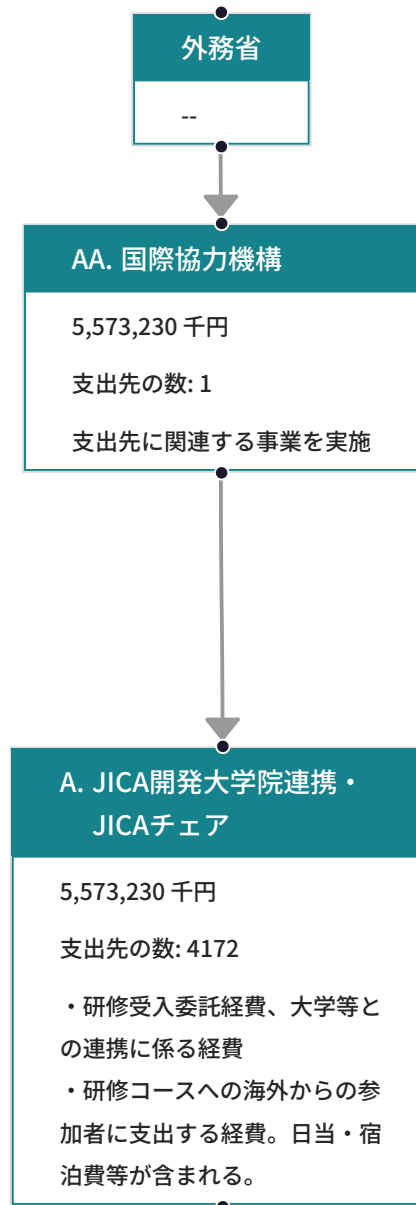 外務省
--
AA. 国際協力機構
5,573,230 千円
支出先の数: 1
支出先に関連する事業を実施
A. JICA開発大学院連携・
JICAチェア
5,573,230 千円
支出先の数: 4172
・研修受入委託経費、大学等と
の連携に係る経費
・研修コースへの海外からの参
加者に支出する経費。日当・宿
泊費等が含まれる。